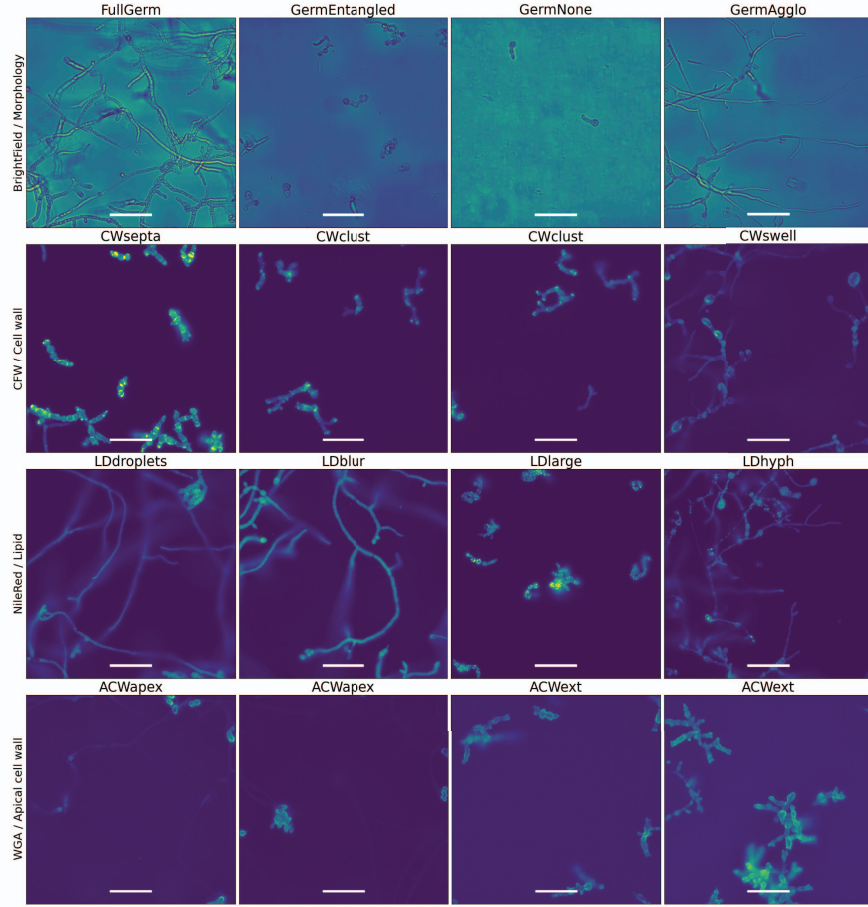 FullGerm GermEntangled GermNone GermAgglo
BrightField / Morphology
CWsepta CWclust CWclust CWswell
CFW / Cell wall
LDdroplets LDblur LDlarge LDhyph
NileRed / Lipid
ACWapex ACWapex ACWext ACWext
WGA / Apical cell wall